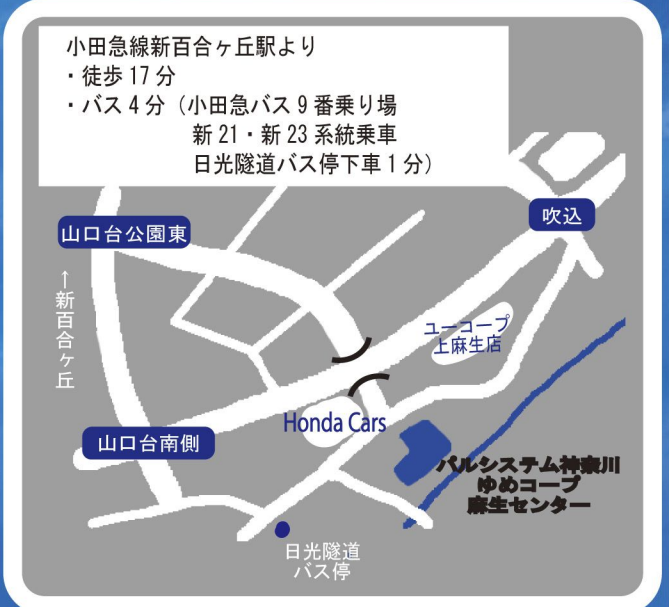 小田急線新百合ヶ丘駅より
・徒歩 17 分
・バス 4 分（小田急バス 9 番乗り場
新 21・新 23 系統乗車
日光隧道バス停下車 1 分）
吹込
山口台公園東
↑新百合ヶ丘
ユーコープ
上麻生店
Honda Cars
山口台南側
パルシステム神奈川
ゆめコープ
麻生センター
日光隧道
バス停